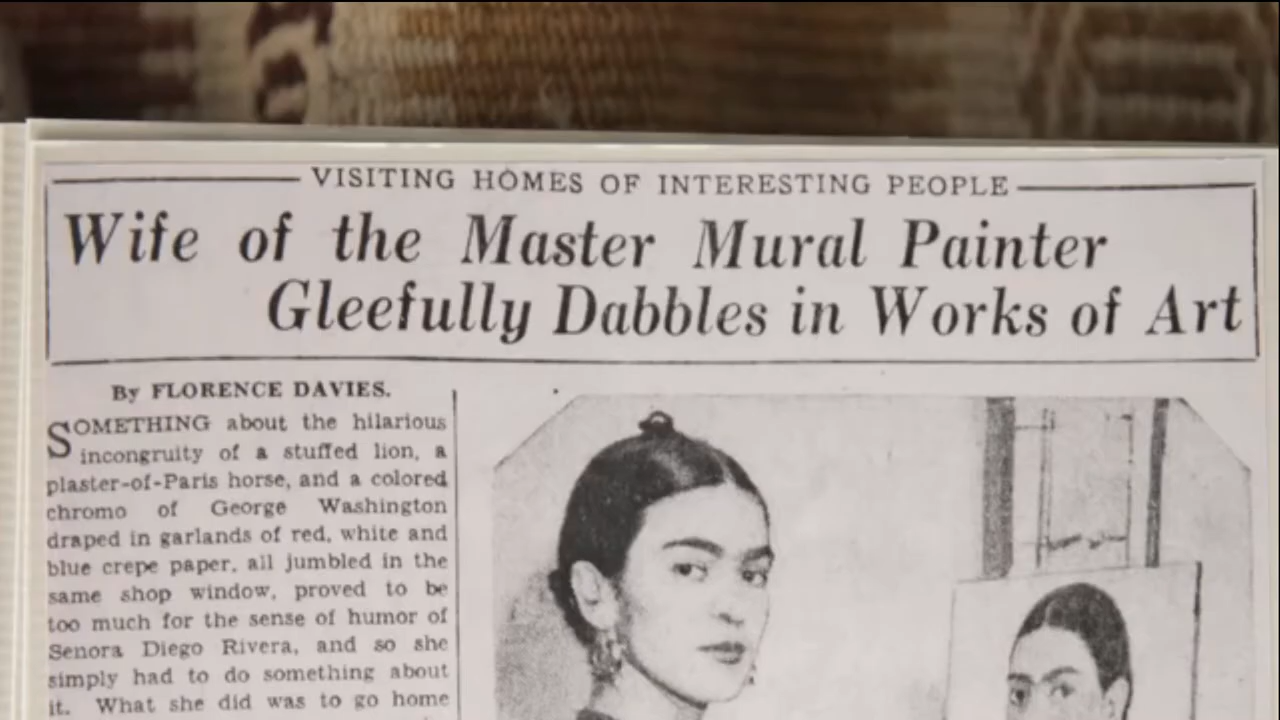 VISITING HOMES OF INTERESTING PEOPLE
Wife of the Master Mural Painter
Gleefully Dabbles in Works of Art
By FLORENCE DAVIES.
SOMETHING about the hilarious
incongruity of a stuffed lion, a
plaster-of-Paris horse, and a colored
chromo of George Washington
draped in garlands of red, white and
blue crepe paper, all jumbled in the
same shop window, proved to be
too much for the sense of humor of
Senora Diego Rivera, and so she
simply had to do something about
it. What she did was to go home